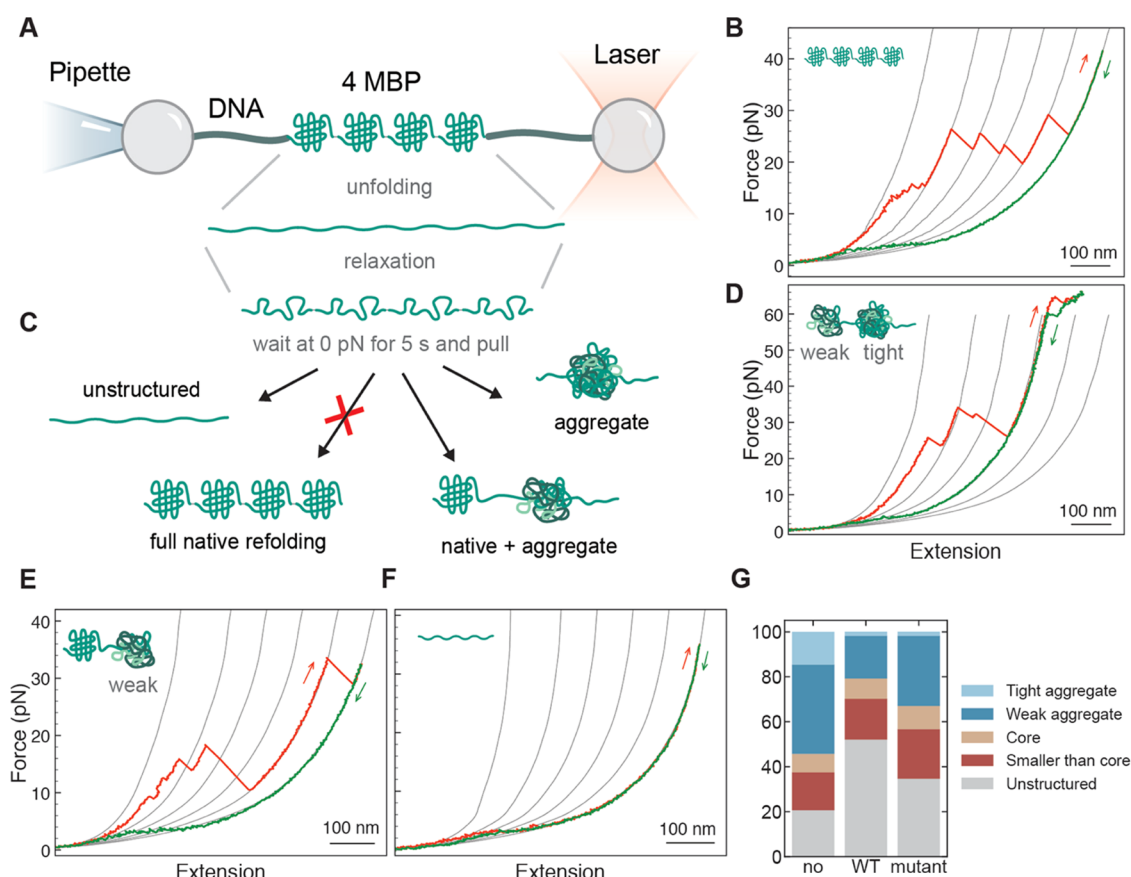 A
Pipette
DNA
4 MBP
Laser
unfolding
relaxation
C
wait at 0 pN for 5 s and pull
unstructured
aggregate
full native refolding
native + aggregate
B
Force (pN)
40
30
20
10
0
100 nm
D
weak tight
Force (pN)
60
50
40
30
20
10
0
100 nm
Extension
E
weak
Force (pN)
40
30
20
10
0
100 nm
Extension
F
100 nm
Extension
G
100
80
60
40
20
0
no WT mutant
Tight aggregate
Weak aggregate
Core
Smaller than core
Unstructured